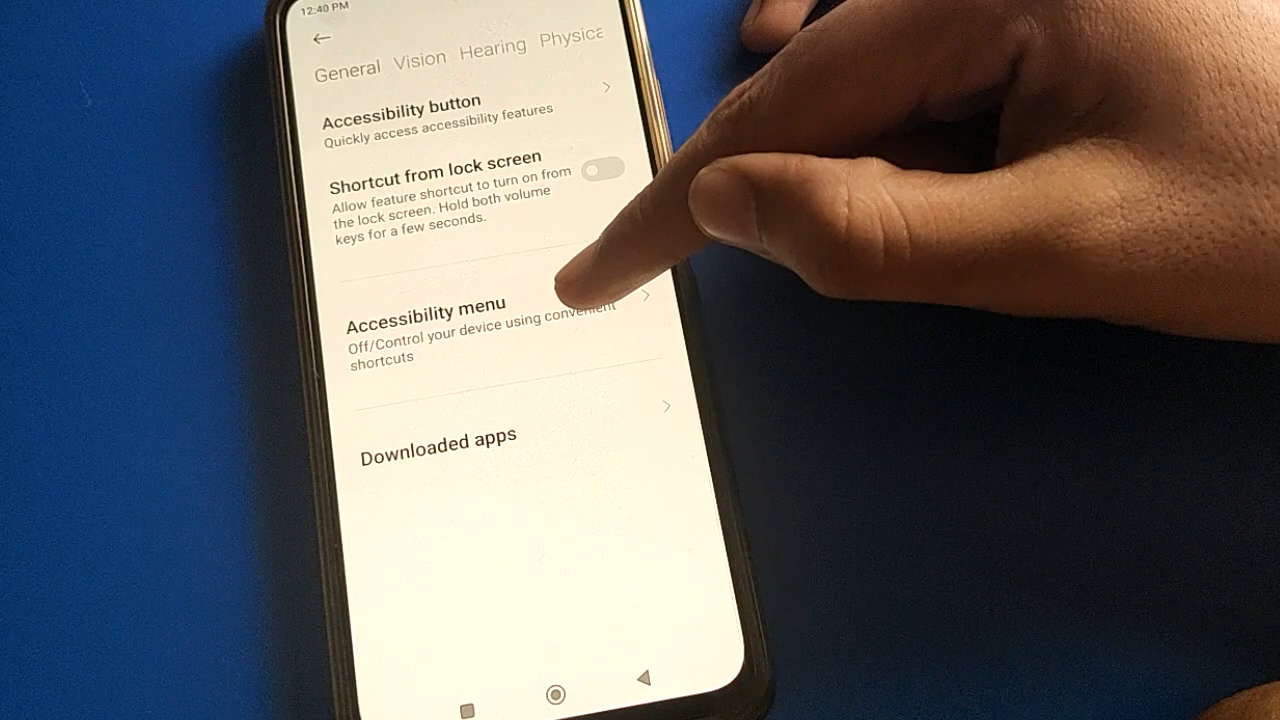 12:40 PM
General Vision Hearing Physica
Accessibility button
Quickly access accessibility features
Shortcut from lock screen
Allow feature shortcut to turn on from
the lock screen. Hold both volume
keys for a few seconds.
Accessibility menu
Off/Control your device using convenient
shortcuts
Downloaded apps